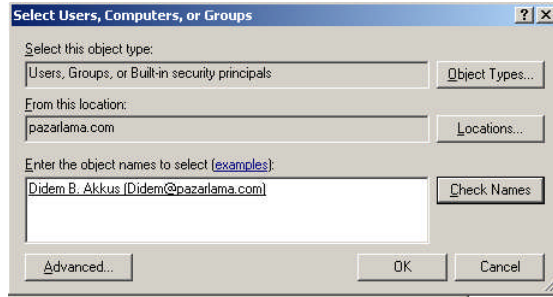 Select Users, Computers, or Groups
Select this object type:
Users, Groups, or Built-in security principals
Object Types...
From this location:
pazarlama.com
Locations...
Enter the object names to select (examples):
Didem B. Akkus (Didem@pazarlama.com)
Check Names
Advanced...
OK
Cancel